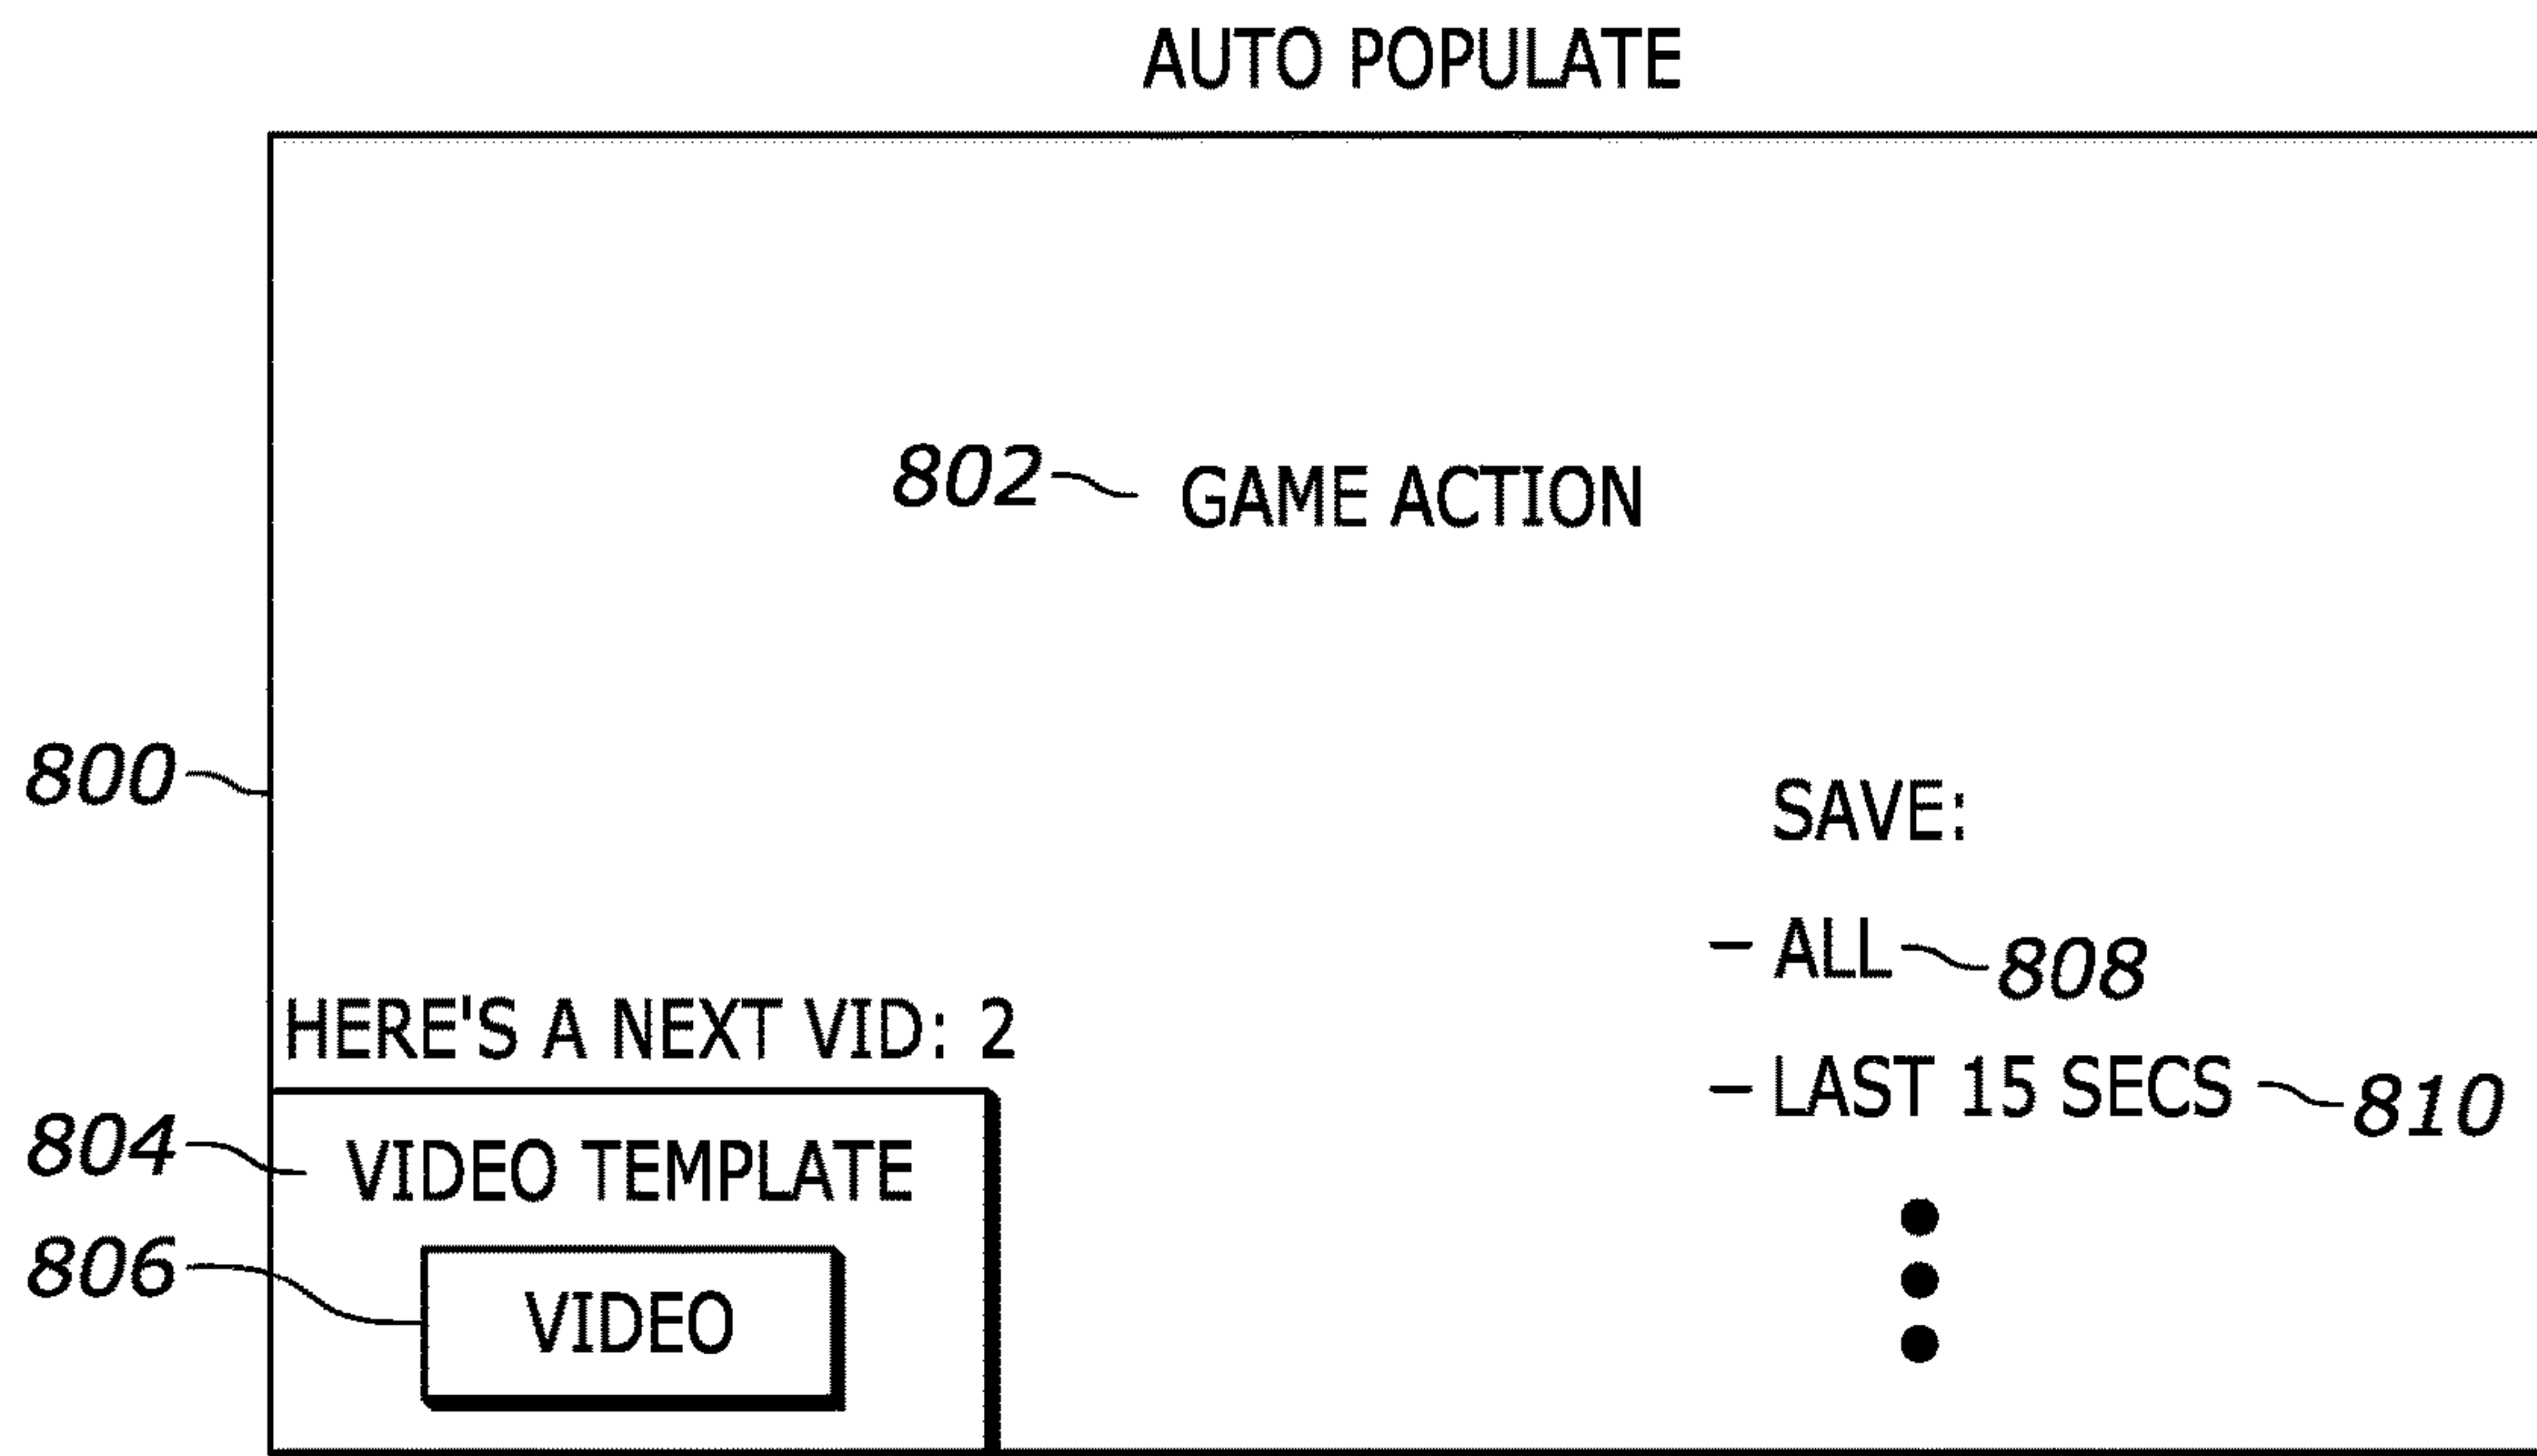 AUTO POPULATE
802 GAME ACTION
800
SAVE:
– ALL 808
HERE'S A NEXT VID: 2
– LAST 15 SECS 810
804 VIDEO TEMPLATE
806 VIDEO